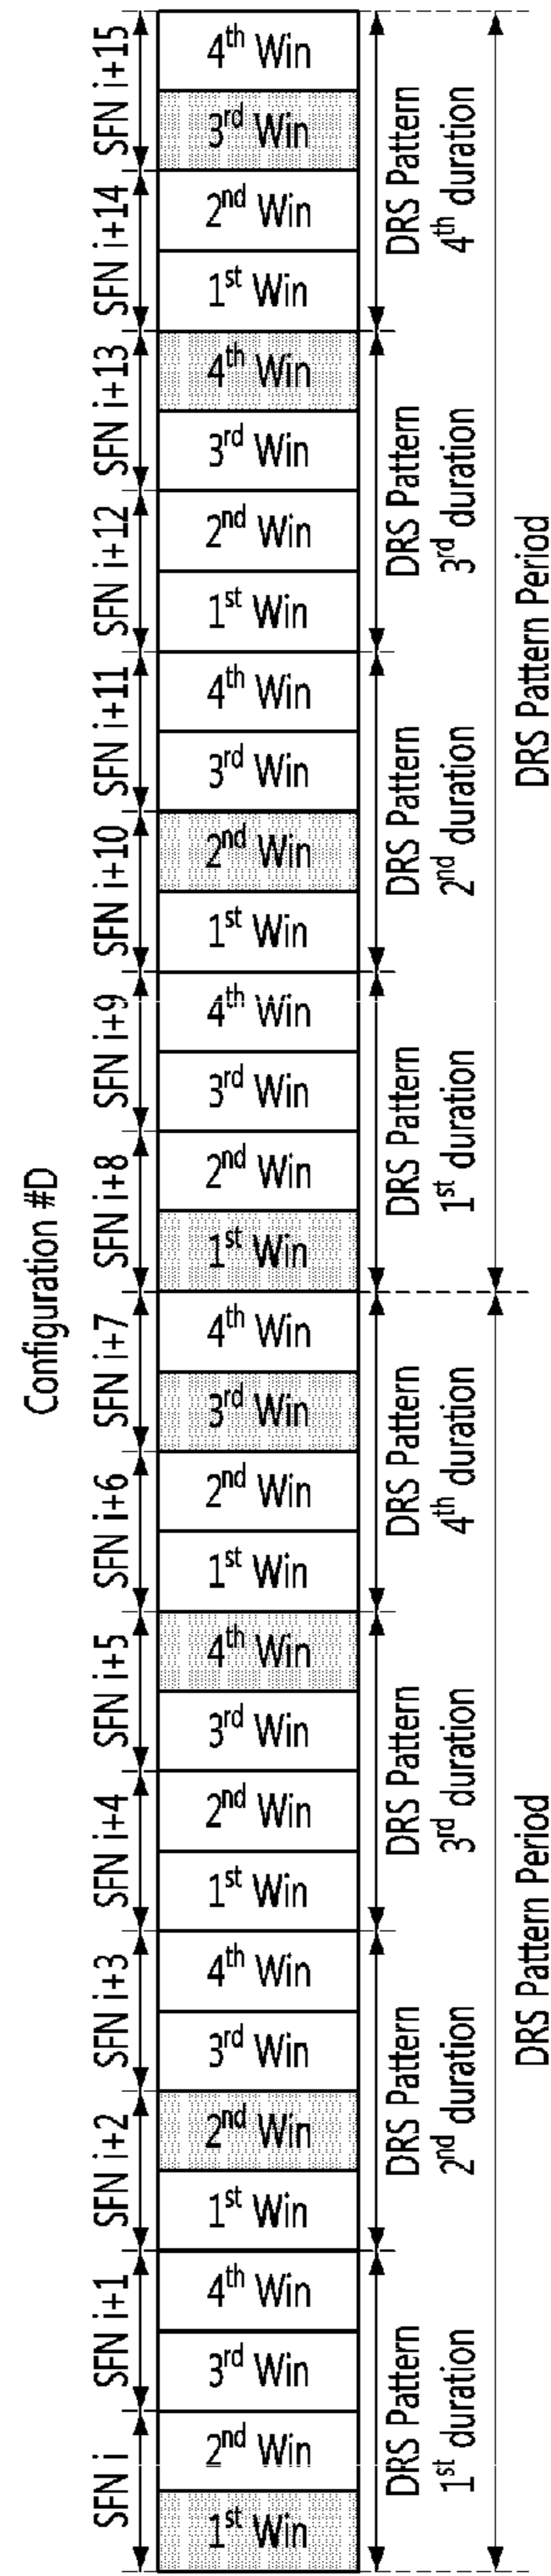 Configuration #D
SFN i+15
SFN i+14
SFN i+13
SFN i+12
SFN i+11
SFN i+10
SFN i+9
SFN i+8
SFN i+7
SFN i+6
SFN i+5
SFN i+4
SFN i+3
SFN i+2
SFN i+1
SFN i
4th Win
3rd Win
2nd Win
1st Win
4th Win
3rd Win
2nd Win
1st Win
4th Win
3rd Win
2nd Win
1st Win
4th Win
3rd Win
2nd Win
1st Win
4th Win
3rd Win
2nd Win
1st Win
4th Win
3rd Win
2nd Win
1st Win
4th Win
3rd Win
2nd Win
1st Win
4th Win
3rd Win
2nd Win
1st Win
DRS Pattern
4th duration
DRS Pattern
3rd duration
DRS Pattern
2nd duration
DRS Pattern
1st duration
DRS Pattern
4th duration
DRS Pattern
3rd duration
DRS Pattern
2nd duration
DRS Pattern
1st duration
DRS Pattern Period
DRS Pattern Period